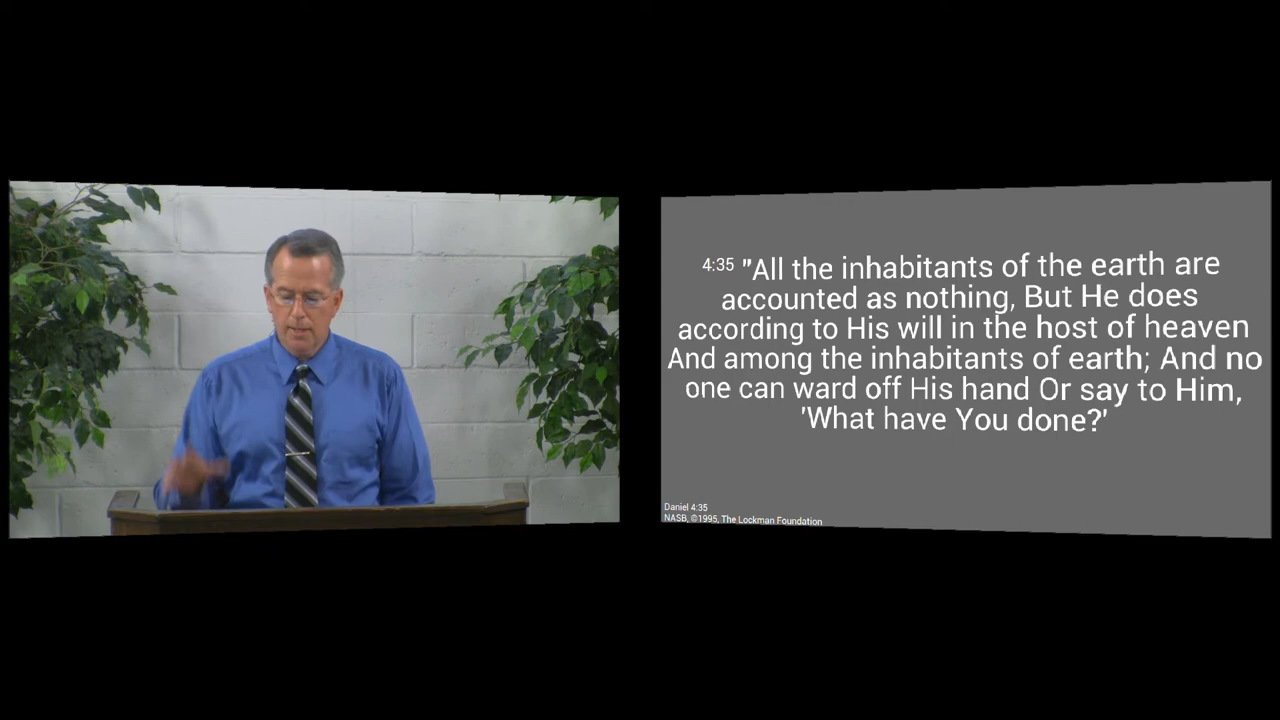 4:35 "All the inhabitants of the earth are
accounted as nothing, But He does
according to His will in the host of heaven
And among the inhabitants of earth; And no
one can ward off His hand Or say to Him,
'What have You done?'
Daniel 4:35
NASB, ©1995, The Lockman Foundation